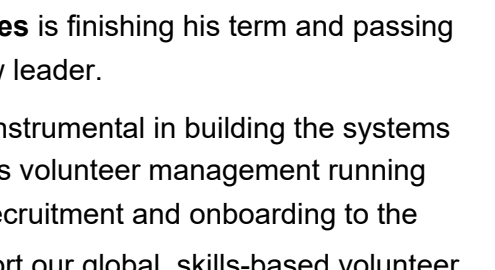 es is finishing his term and passing
leader.
nstrumental in building the systems
s volunteer management running
ecruitment and onboarding to the
ort our global, skills-based volunteer